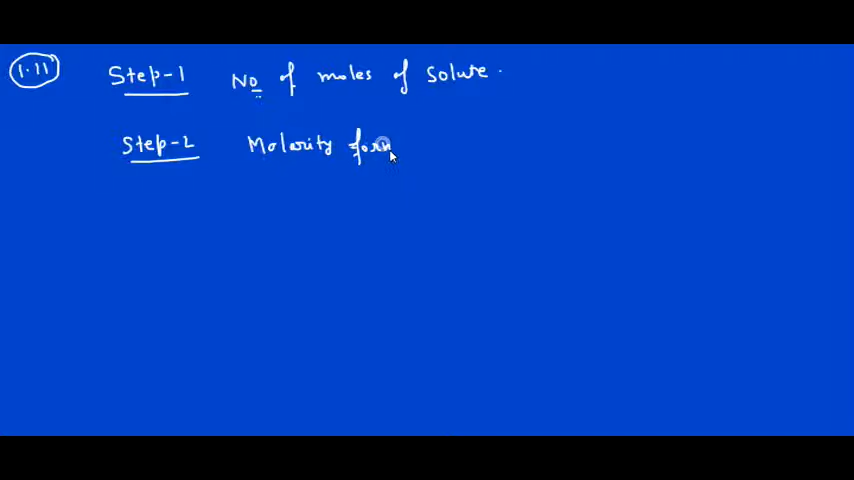 1.11 Step-1 No of moles of solute.
Step-2 Molarity form